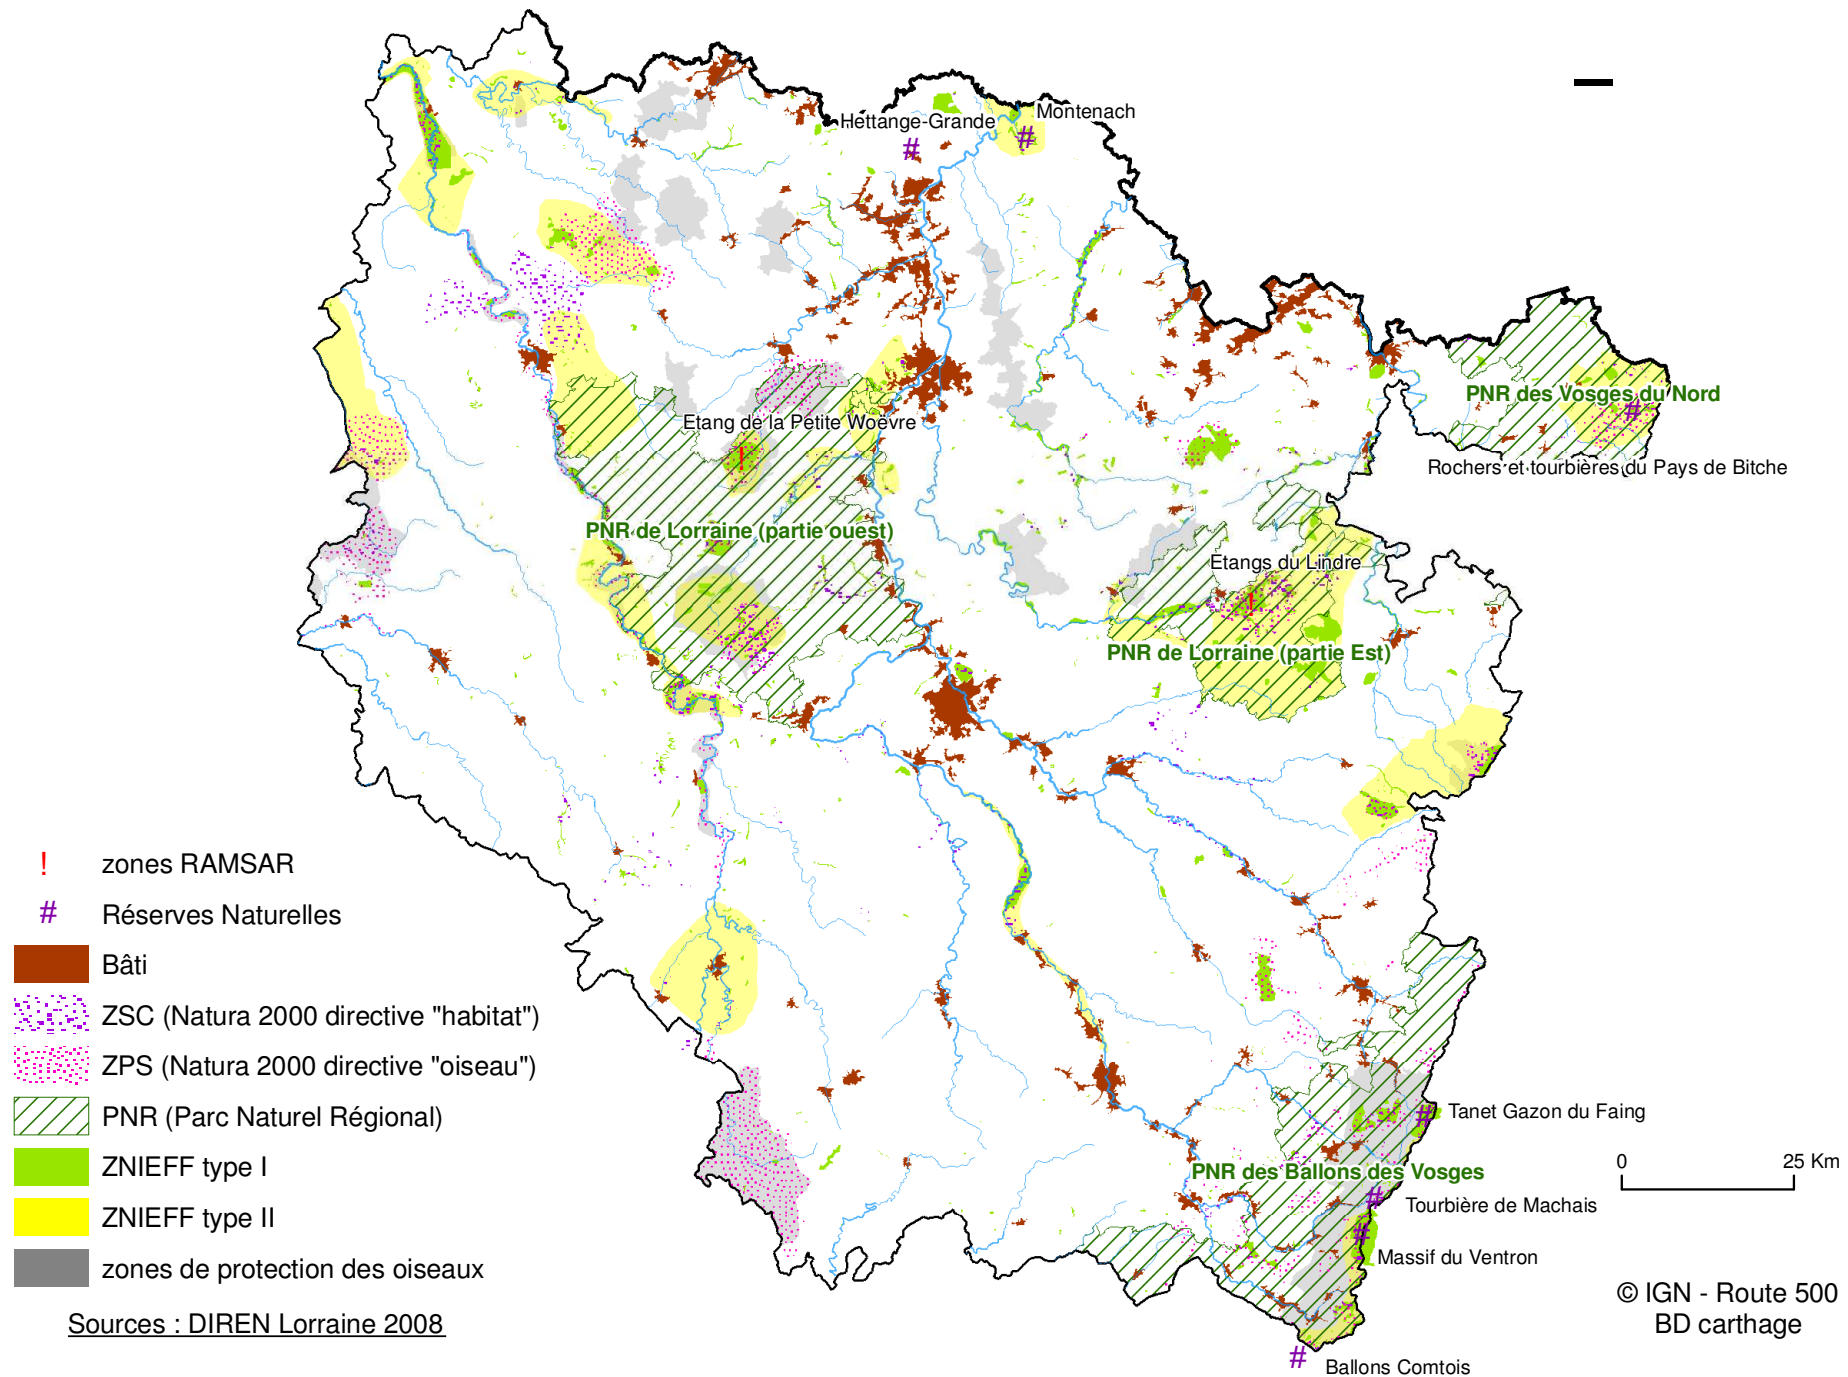 Hettange-Grande
#
Montenach
#
PNR des Vosges du Nord
#
Etang de la Petite Woëvre
!
Rochers et tourbières du Pays de Bitche
PNR de Lorraine (partie ouest)
Etangs du Lindre
!
PNR de Lorraine (partie Est)
! zones RAMSAR
# Réserves Naturelles
Bâti
ZSC (Natura 2000 directive "habitat")
ZPS (Natura 2000 directive "oiseau")
PNR (Parc Naturel Régional)
ZNIEFF type I
ZNIEFF type II
zones de protection des oiseaux
Sources : DIREN Lorraine 2008
# Tanet Gazon du Faing
PNR des Ballons des Vosges
# Tourbière de Machais
# Massif du Ventron
# Ballons Comtois
0 25 Km
© IGN - Route 500
BD carthage